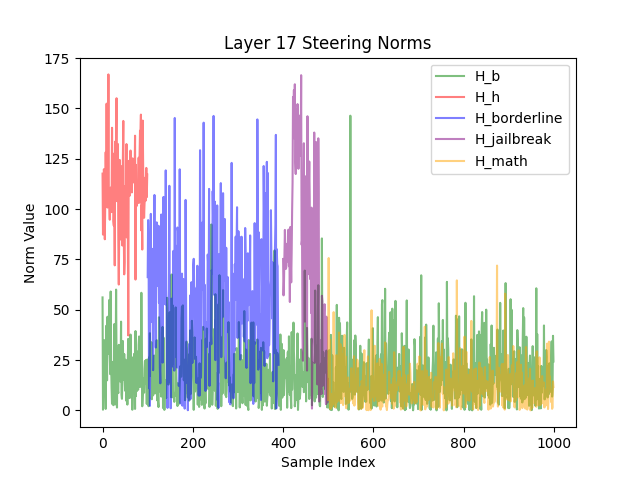 Layer 17 Steering Norms
H_b
H_h
H_borderline
H_jailbreak
H_math
175
150
125
100
75
50
25
0
Norm Value
0 200 400 600 800 1000
Sample Index